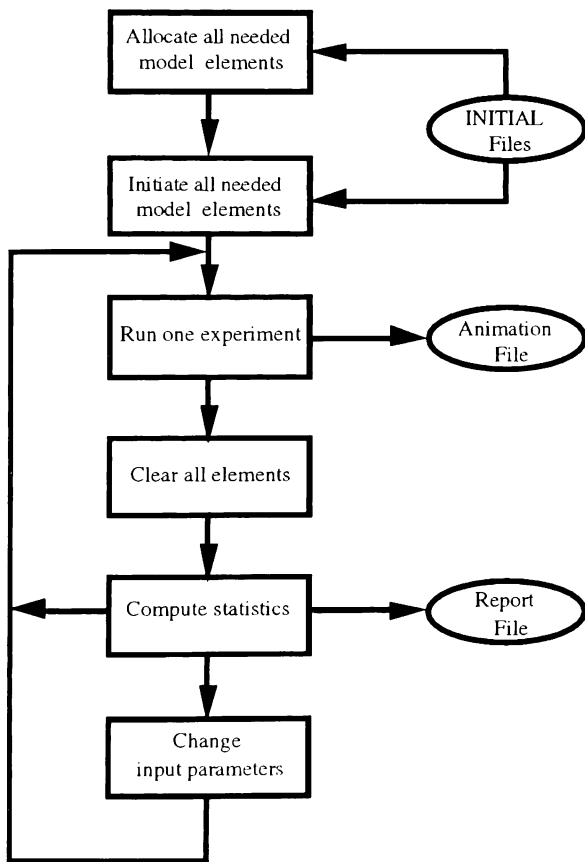 Allocate all needed
model elements
INITIAL
Files
Initiate all needed
model elements
Run one experiment
Animation
File
Clear all elements
Compute statistics
Report
File
Change
input parameters